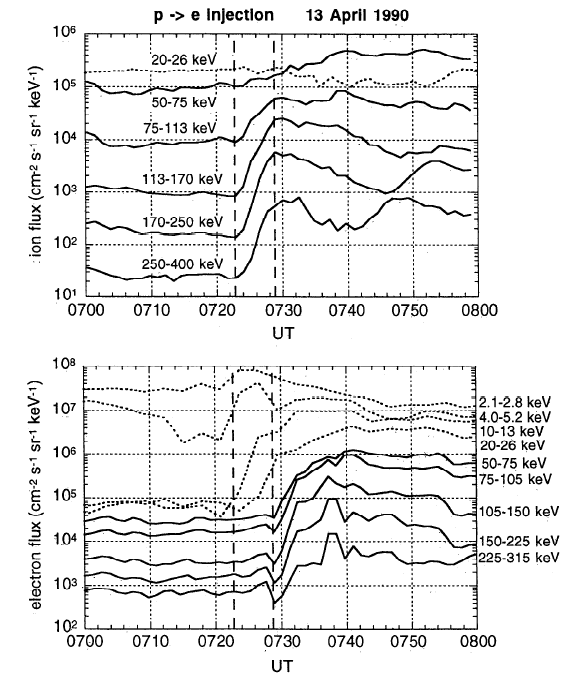 p -> e injection 13 April 1990
10⁶
10⁵
10⁴
10³
10²
10¹
ion flux (cm⁻² s⁻¹ sr⁻¹ keV⁻¹)
20-26 keV
50-75 keV
75-113 keV
113-170 keV
170-250 keV
250-400 keV
0700 0710 0720 0730 0740 0750 0800
UT
10⁸
10⁷
10⁶
10⁵
10⁴
10³
10²
electron flux (cm⁻² s⁻¹ sr⁻¹ keV⁻¹)
2.1-2.8 keV
4.0-5.2 keV
10-13 keV
20-26 keV
50-75 keV
75-105 keV
105-150 keV
150-225 keV
225-315 keV
0700 0710 0720 0730 0740 0750 0800
UT